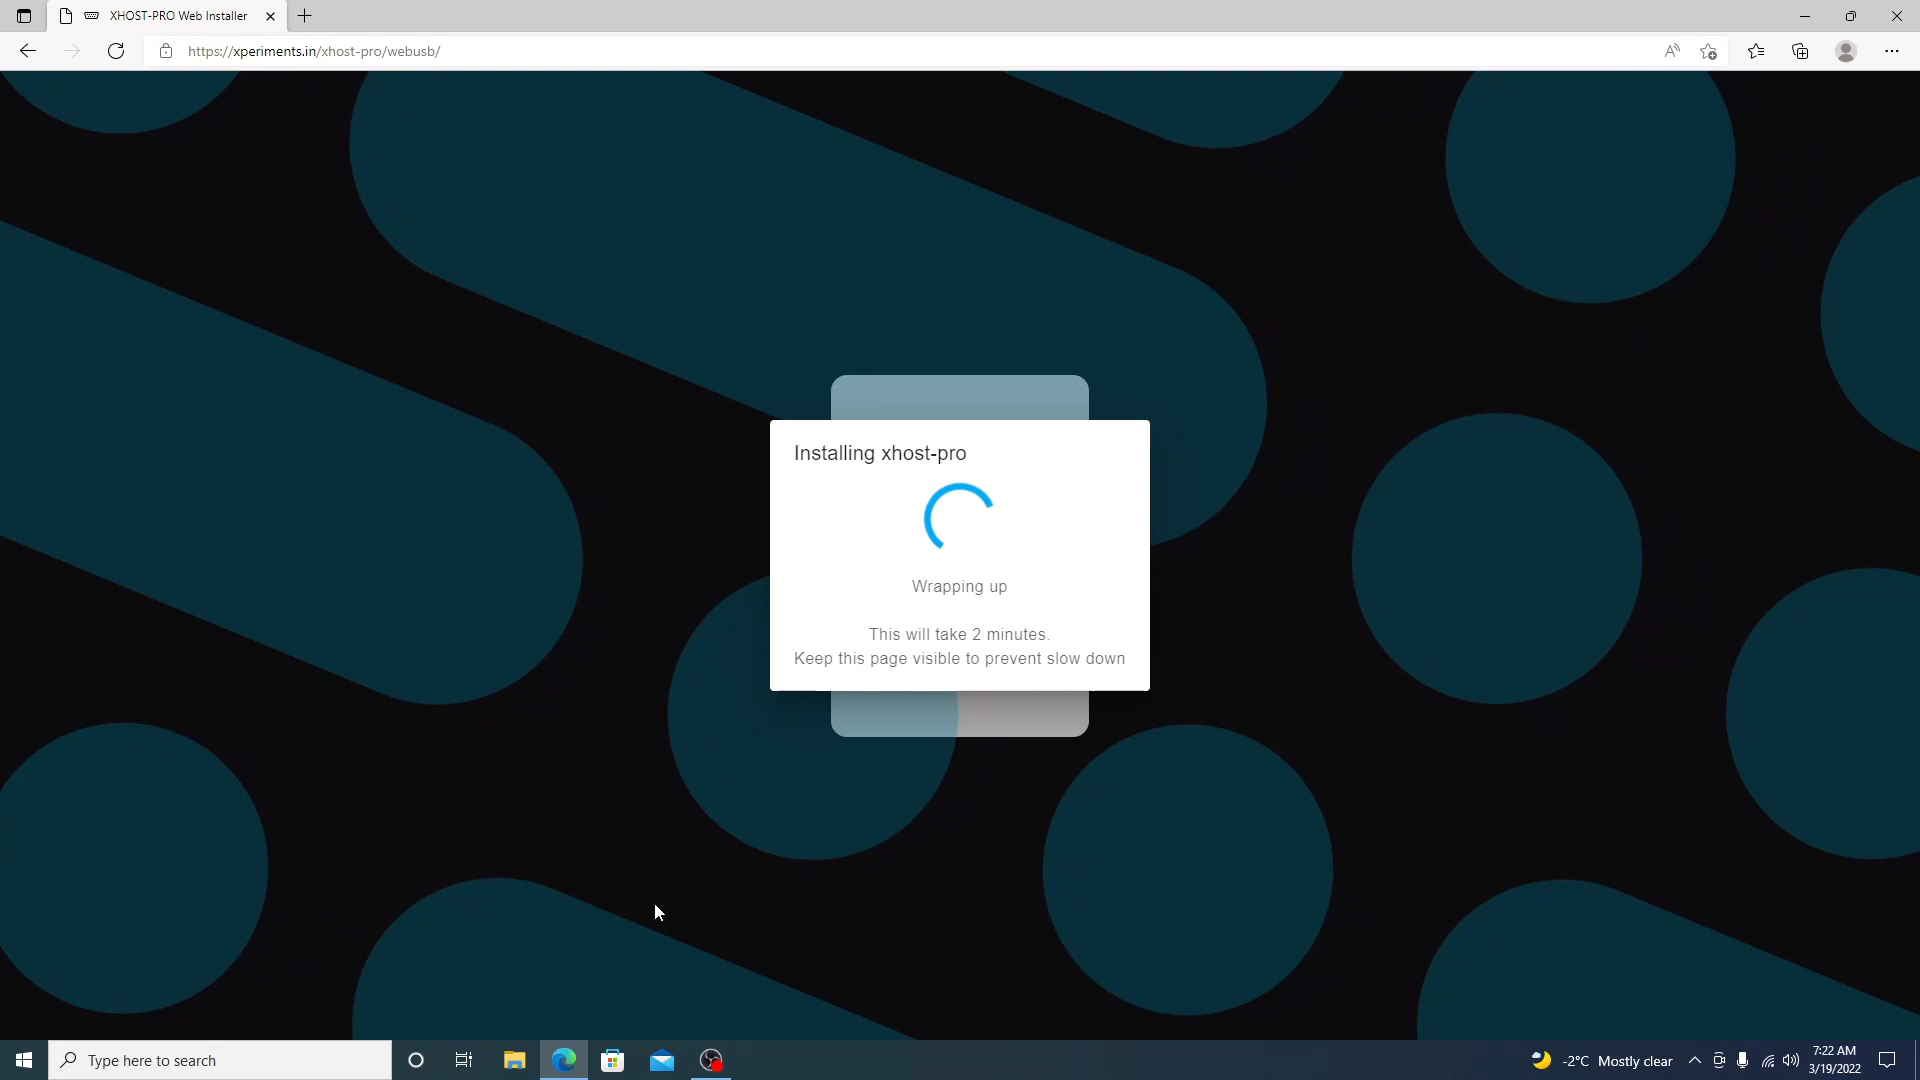 XHOST-PRO Web Installer
https://xperiments.in/xhost-pro/webusb/
Installing xhost-pro
Wrapping up
This will take 2 minutes.
Keep this page visible to prevent slow down
Type here to search
-2°C Mostly clear
7:22 AM
3/19/2022